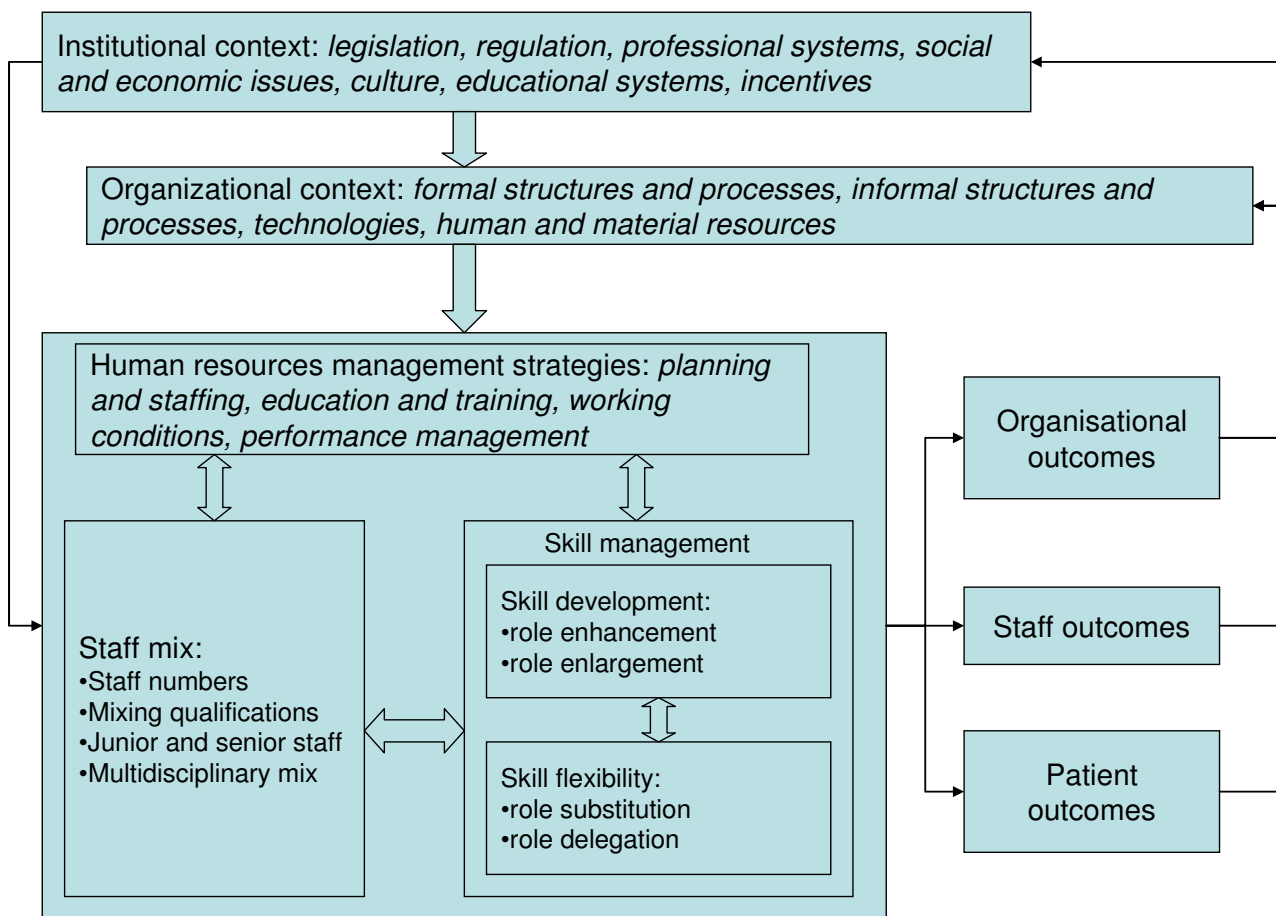 Institutional context: legislation, regulation, professional systems, social
and economic issues, culture, educational systems, incentives
Organizational context: formal structures and processes, informal structures and
processes, technologies, human and material resources
Human resources management strategies: planning
and staffing, education and training, working
conditions, performance management
Staff mix:
•Staff numbers
•Mixing qualifications
•Junior and senior staff
•Multidisciplinary mix
Skill management
Skill development:
•role enhancement
•role enlargement
Skill flexibility:
•role substitution
•role delegation
Organisational
outcomes
Staff outcomes
Patient
outcomes